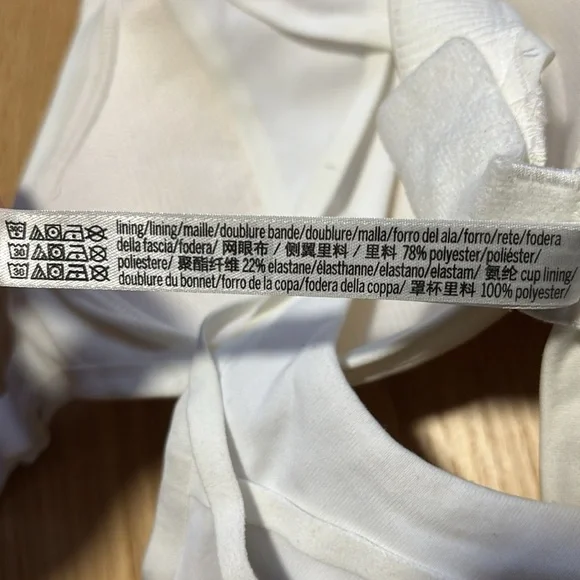 lining/lining/maille/doublure bande/doublure/malla/forro del ala/forro/rete/fodera
della fascia/fodera/ 网眼布 / 侧翼里料 / 里料 78% polyester/poliéster/
30 poliestere/ 聚酯纤维 22% elastane/élasthanne/elastano/elastam/ 氨纶 cup lining/
30 doublure du bonnet/forro de la copa/fodera della coppa/ 罩杯里料 100% polyester/